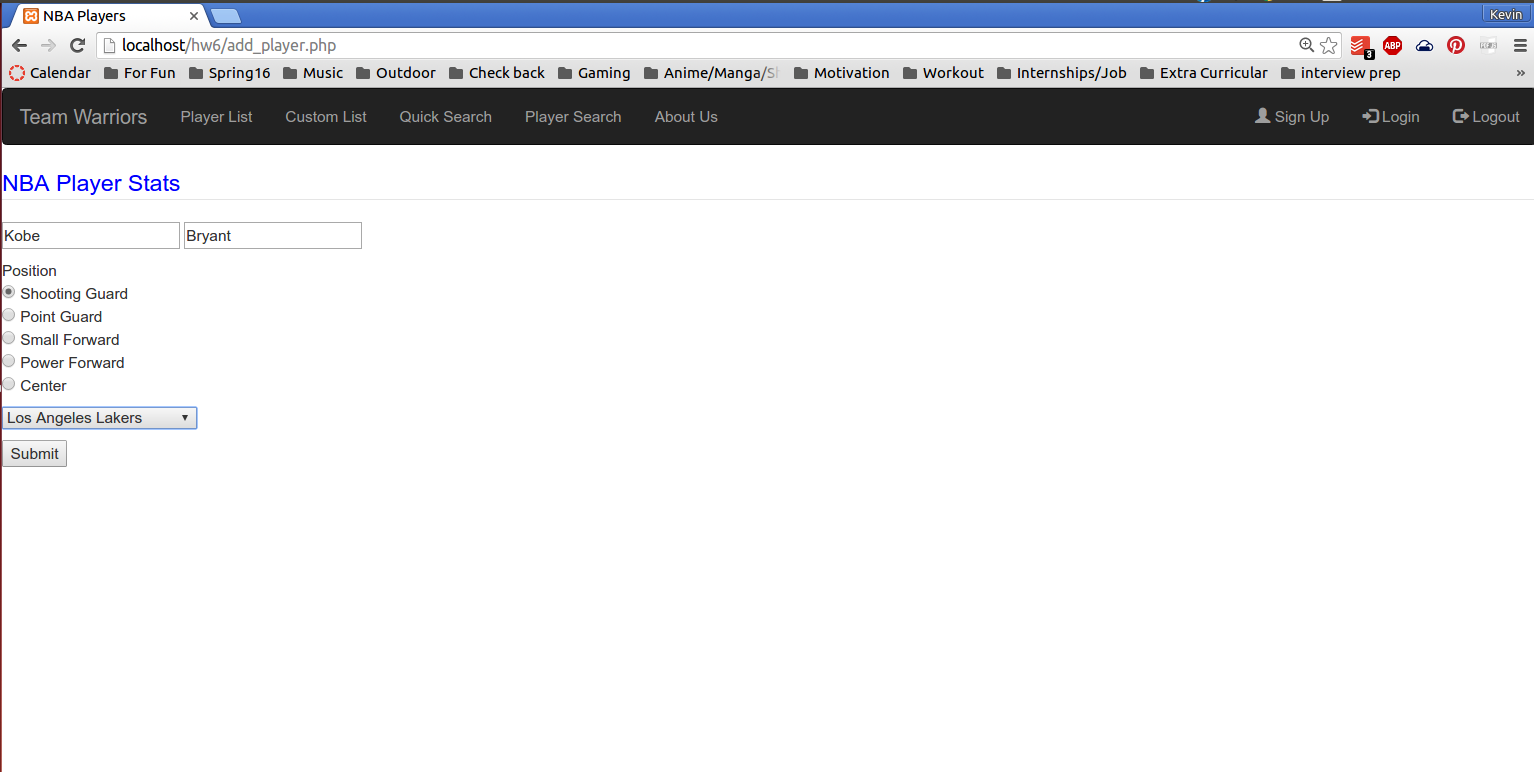 NBA Players
Kevin
localhost/hw6/add_player.php
3
ABP
Calendar For Fun Spring16 Music Outdoor Check back Gaming Anime/Manga/S Motivation Workout Internships/Job Extra Curricular interview prep »
Team Warriors Player List Custom List Quick Search Player Search About Us Sign Up Login Logout
NBA Player Stats
Kobe Bryant
Position
Shooting Guard
Point Guard
Small Forward
Power Forward
Center
Los Angeles Lakers
Submit